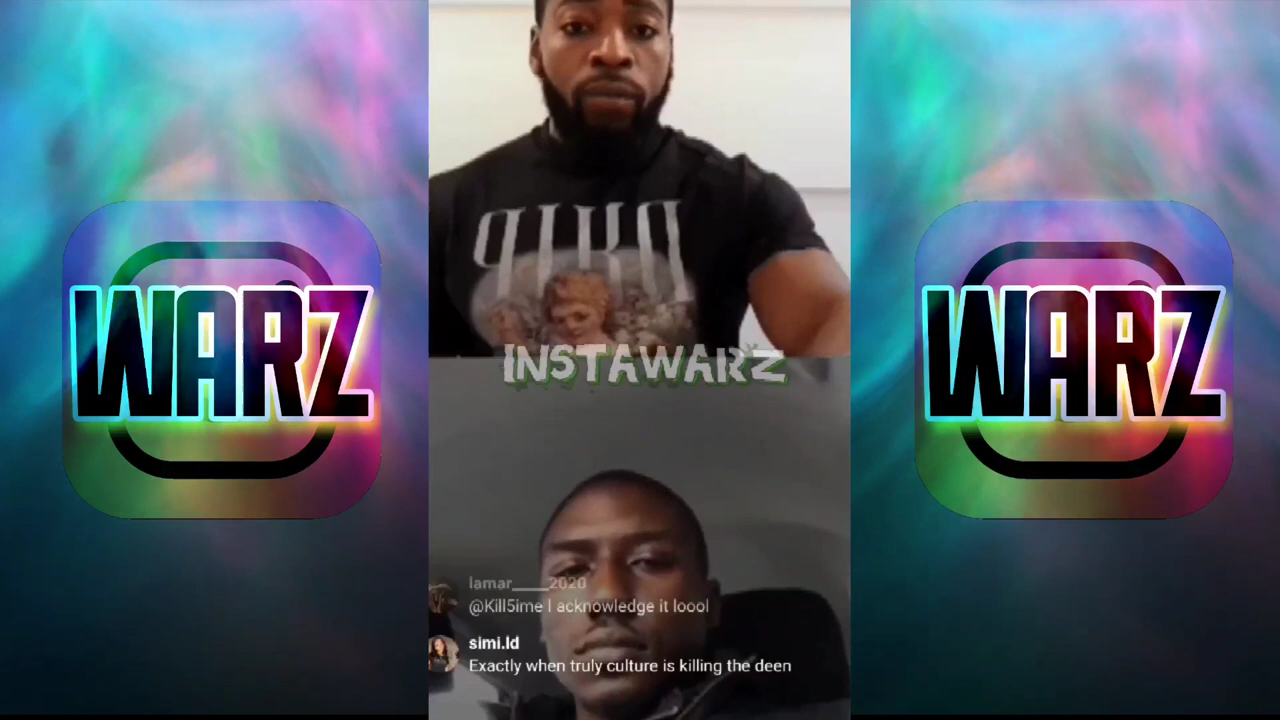 WARZ
INSTAWARZ
WARZ
lamar____2020
@Kill5ime I acknowledge it loool
simi.ld
Exactly when truly culture is killing the deen